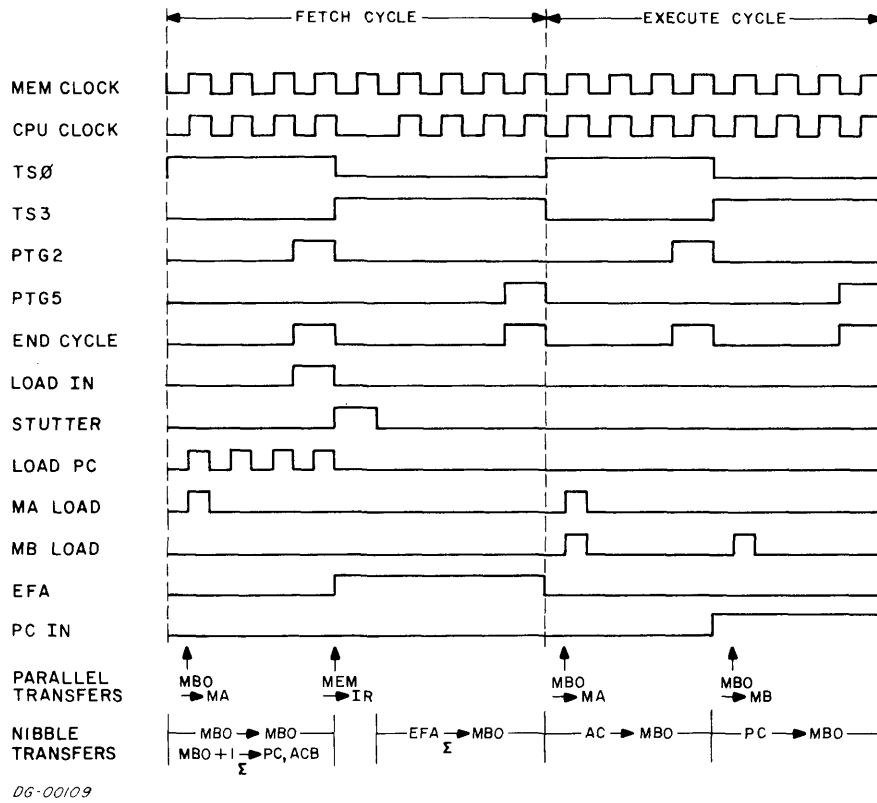 FETCH CYCLE EXECUTE CYCLE
MEM CLOCK
CPU CLOCK
TSØ
TS3
PTG2
PTG5
END CYCLE
LOAD IN
STUTTER
LOAD PC
MA LOAD
MB LOAD
EFA
PC IN
PARALLEL TRANSFERS
MBO → MA
MEM → IR
MBO → MA
MBO → MB
NIBBLE TRANSFERS
MBO → MBO
MBO + 1 → PC, ACB
Σ
EFA → MBO
Σ
AC → MBO
PC → MBO
DG-00109